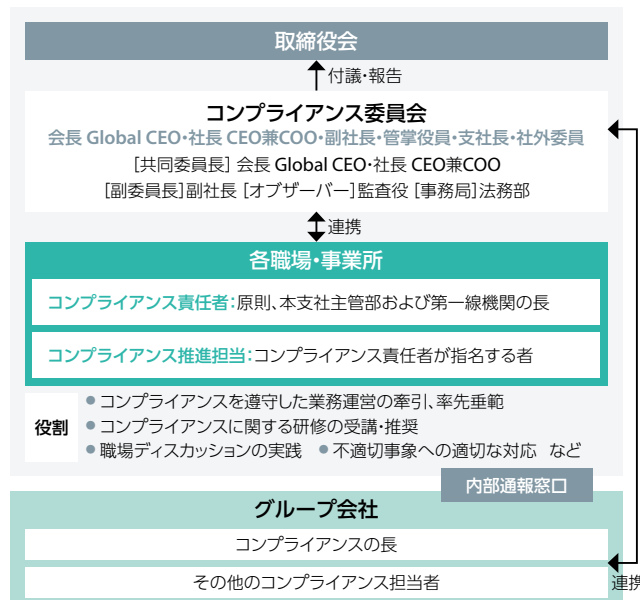 取締役会
付議・報告
コンプライアンス委員会
会長 Global CEO・社長 CEO兼COO・副社長・管掌役員・支社長・社外委員
[共同委員長] 会長 Global CEO・社長 CEO兼COO
[副委員長]副社長 [オブザーバー]監査役 [事務局]法務部
連携
各職場・事業所
コンプライアンス責任者：原則、本支社主管部および第一線機関の長
コンプライアンス推進担当：コンプライアンス責任者が指名する者
役割
●コンプライアンスを遵守した業務運営の牽引、率先垂範
●コンプライアンスに関する研修の受講・推奨
●職場ディスカッションの実践 ●不適切事象への適切な対応 など
内部通報窓口
グループ会社
コンプライアンスの長
その他のコンプライアンス担当者
連携